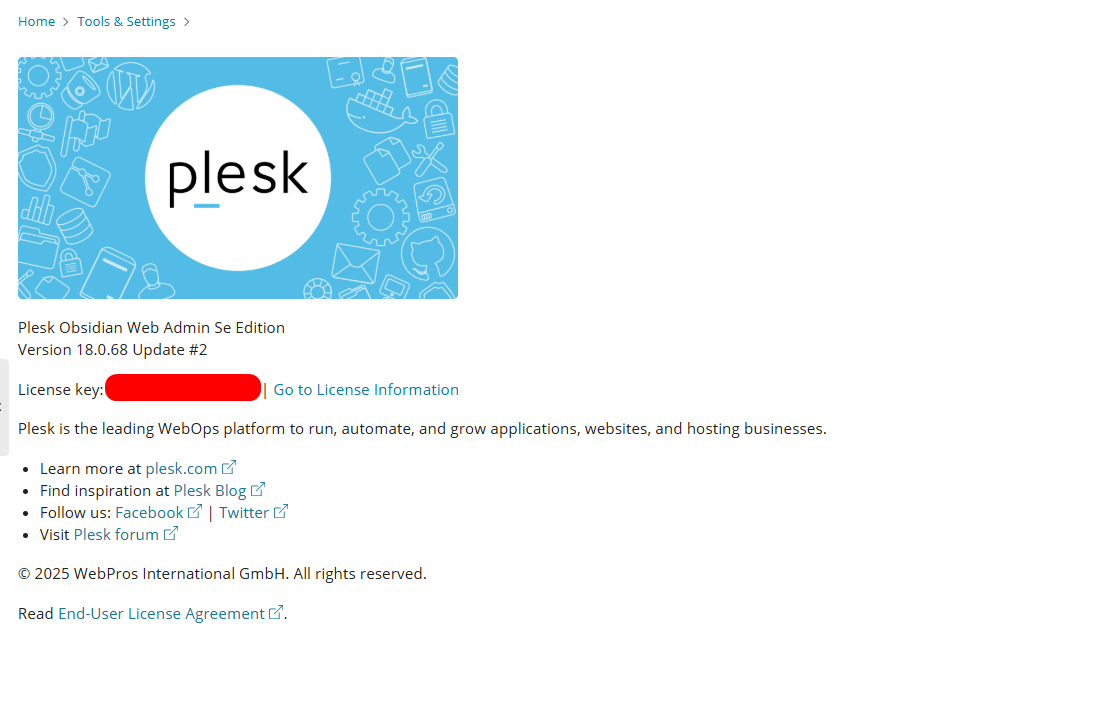 Home > Tools & Settings >
plesk
Plesk Obsidian Web Admin Se Edition
Version 18.0.68 Update #2
License key: | Go to License Information
Plesk is the leading WebOps platform to run, automate, and grow applications, websites, and hosting businesses.
• Learn more at plesk.com
• Find inspiration at Plesk Blog
• Follow us: Facebook | Twitter
• Visit Plesk forum
© 2025 WebPros International GmbH. All rights reserved.
Read End-User License Agreement.